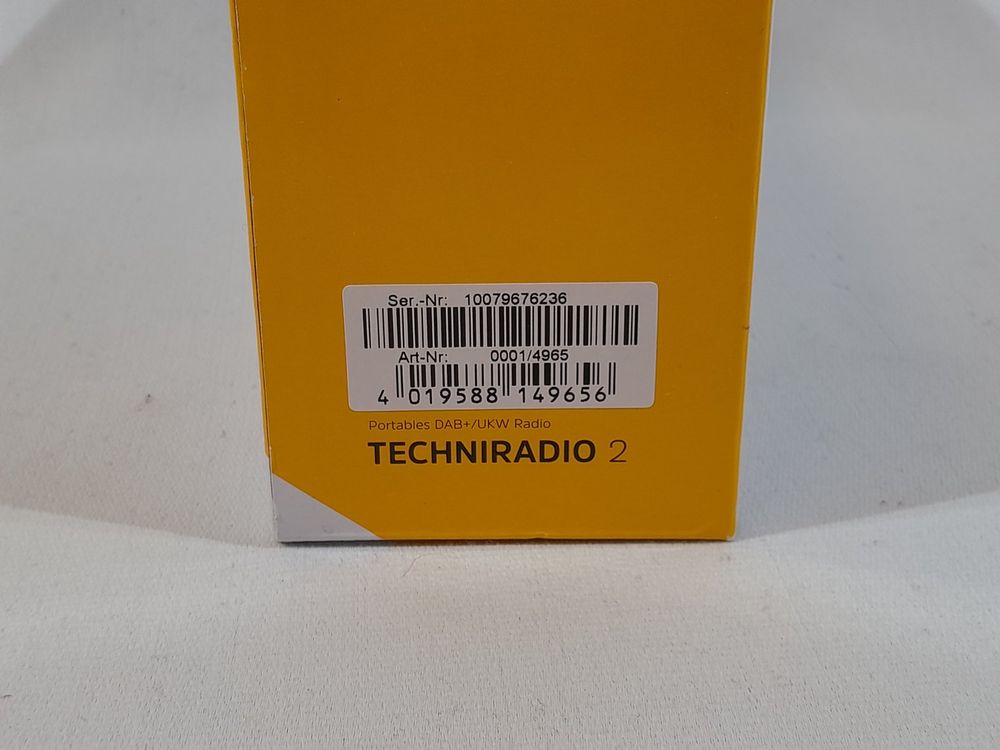 Ser.-Nr: 10079676236
Art-Nr: 0001/4965
4 019588 149656
Portables DAB+/UKW Radio
TECHNIRADIO 2